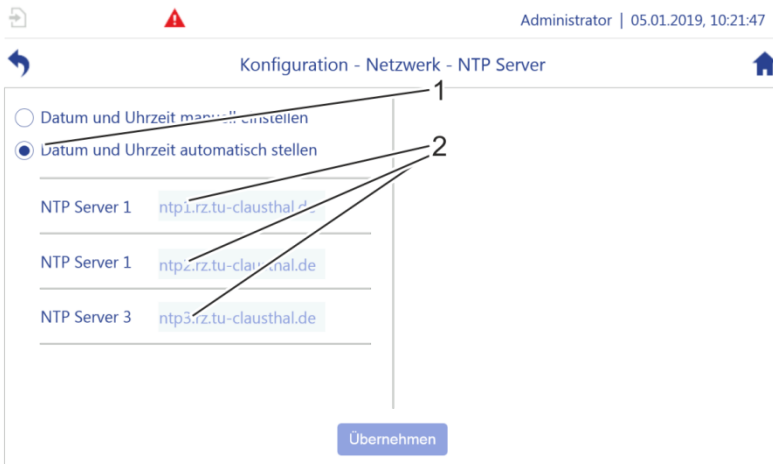 Administrator | 05.01.2019, 10:21:47
Konfiguration - Netzwerk - NTP Server
1
Datum und Uhrzeit manuell einstellen
Datum und Uhrzeit automatisch stellen
2
NTP Server 1 ntp1.rz.tu-clausthal.de
NTP Server 1 ntp2.rz.tu-clausthal.de
NTP Server 3 ntp3.rz.tu-clausthal.de
Übernehmen